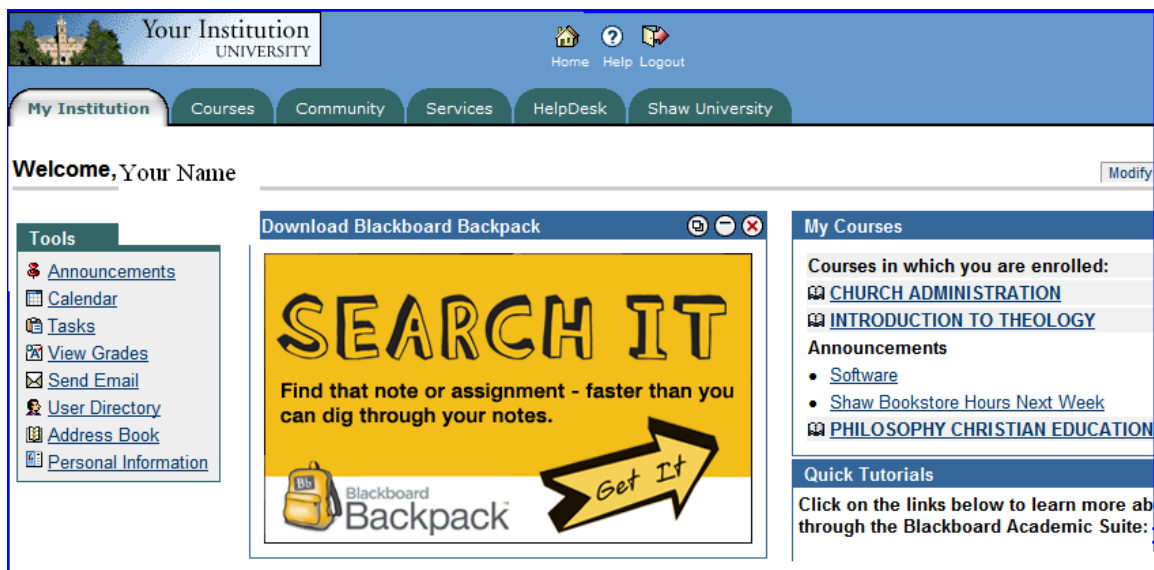 Your Institution
UNIVERSITY
Home Help Logout
My Institution Courses Community Services HelpDesk Shaw University
Welcome, Your Name
Modify
Tools
Announcements
Calendar
Tasks
View Grades
Send Email
User Directory
Address Book
Personal Information
Download Blackboard Backpack
SEARCH IT
Find that note or assignment - faster than you
can dig through your notes.
Get It
Bb
Blackboard
Backpack
My Courses
Courses in which you are enrolled:
CHURCH ADMINISTRATION
INTRODUCTION TO THEOLOGY
Announcements
• Software
• Shaw Bookstore Hours Next Week
PHILOSOPHY CHRISTIAN EDUCATION
Quick Tutorials
Click on the links below to learn more ab
through the Blackboard Academic Suite: